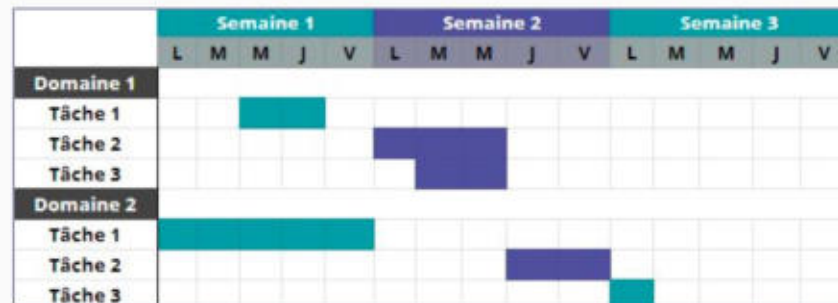 Semaine 1 Semaine 2 Semaine 3
L M M J V L M M J V L M M J V
Domaine 1
Tâche 1
Tâche 2
Tâche 3
Domaine 2
Tâche 1
Tâche 2
Tâche 3